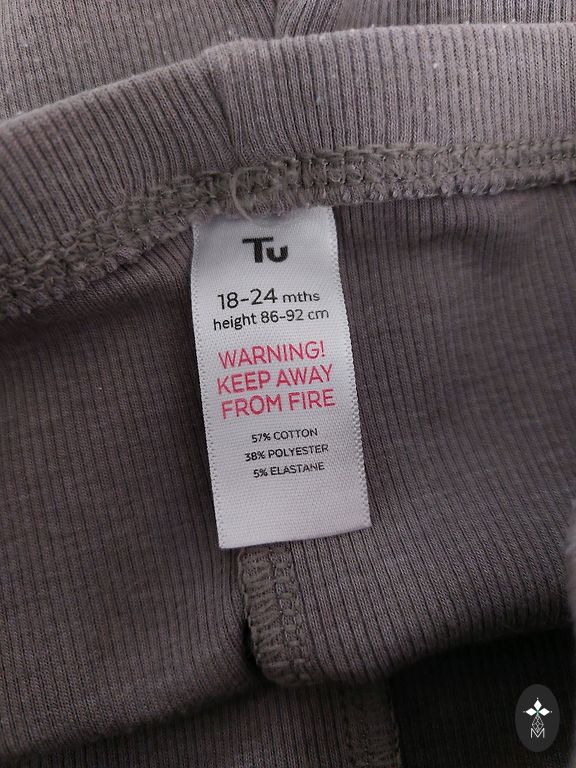 Tu
18-24 mths
height 86-92 cm
WARNING!
KEEP AWAY
FROM FIRE
57% COTTON
38% POLYESTER
5% ELASTANE
M